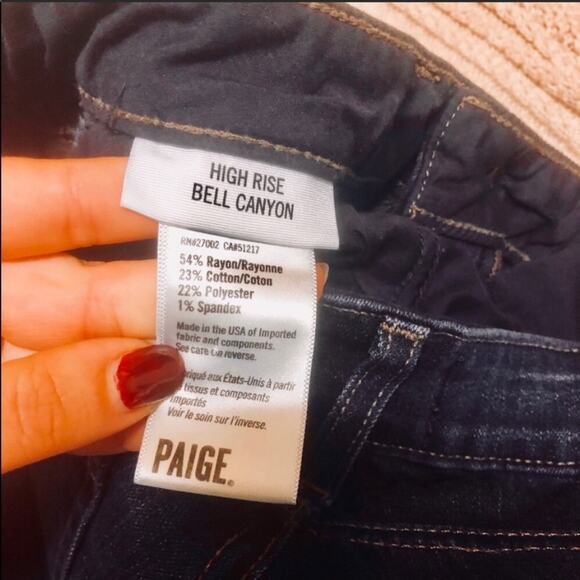 HIGH RISE
BELL CANYON
RN#27002 CA#51217
54% Rayon/Rayonne
23% Cotton/Coton
22% Polyester
1% Spandex
Made in the USA of Imported
fabric and components.
See care on reverse.
aux États-Unis à partir
tissus et composants
importés
Voir le soin sur l'inverse.
PAIGE